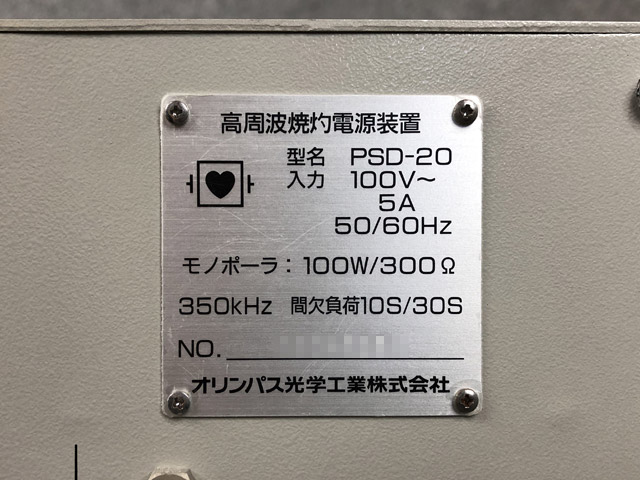 高周波焼灼電源装置
型名 PSD-20
入力 100V～
5A
50/60Hz
モノポーラ：100W/300Ω
350kHz 間欠負荷10S/30S
NO.
オリンパス光学工業株式会社